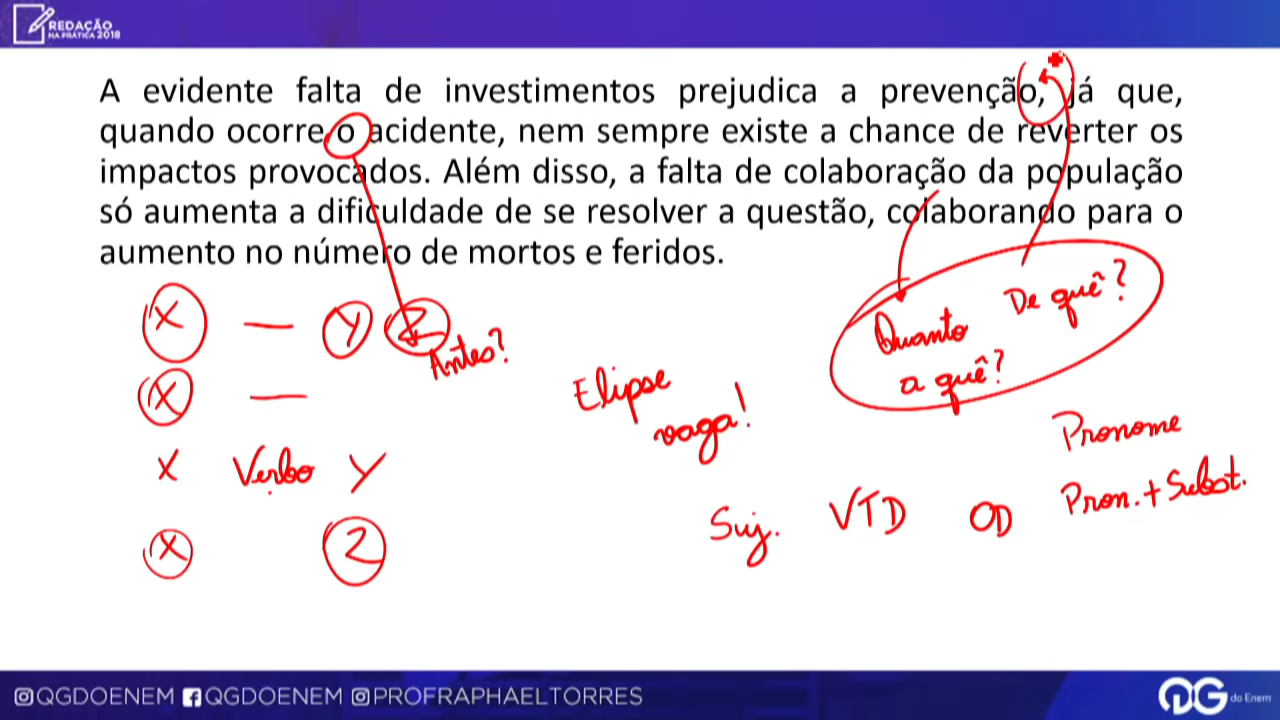 REDAÇÃO
NA PRÁTICA 2018
A evidente falta de investimentos prejudica a prevenção, já que,
quando ocorre o acidente, nem sempre existe a chance de reverter os
impactos provocados. Além disso, a falta de colaboração da população
só aumenta a dificuldade de se resolver a questão, colaborando para o
aumento no número de mortos e feridos.
X — Y Z
Antes?
De quê?
Quanto
a quê?
X —
Elipse
vaga!
X Verbo Y
Pronome
Pron. + Subst.
Suj. VTD OD
X Z
@QGDOENEM @QGDOENEM @PROFRAPHAELTORRES
QG do Enem